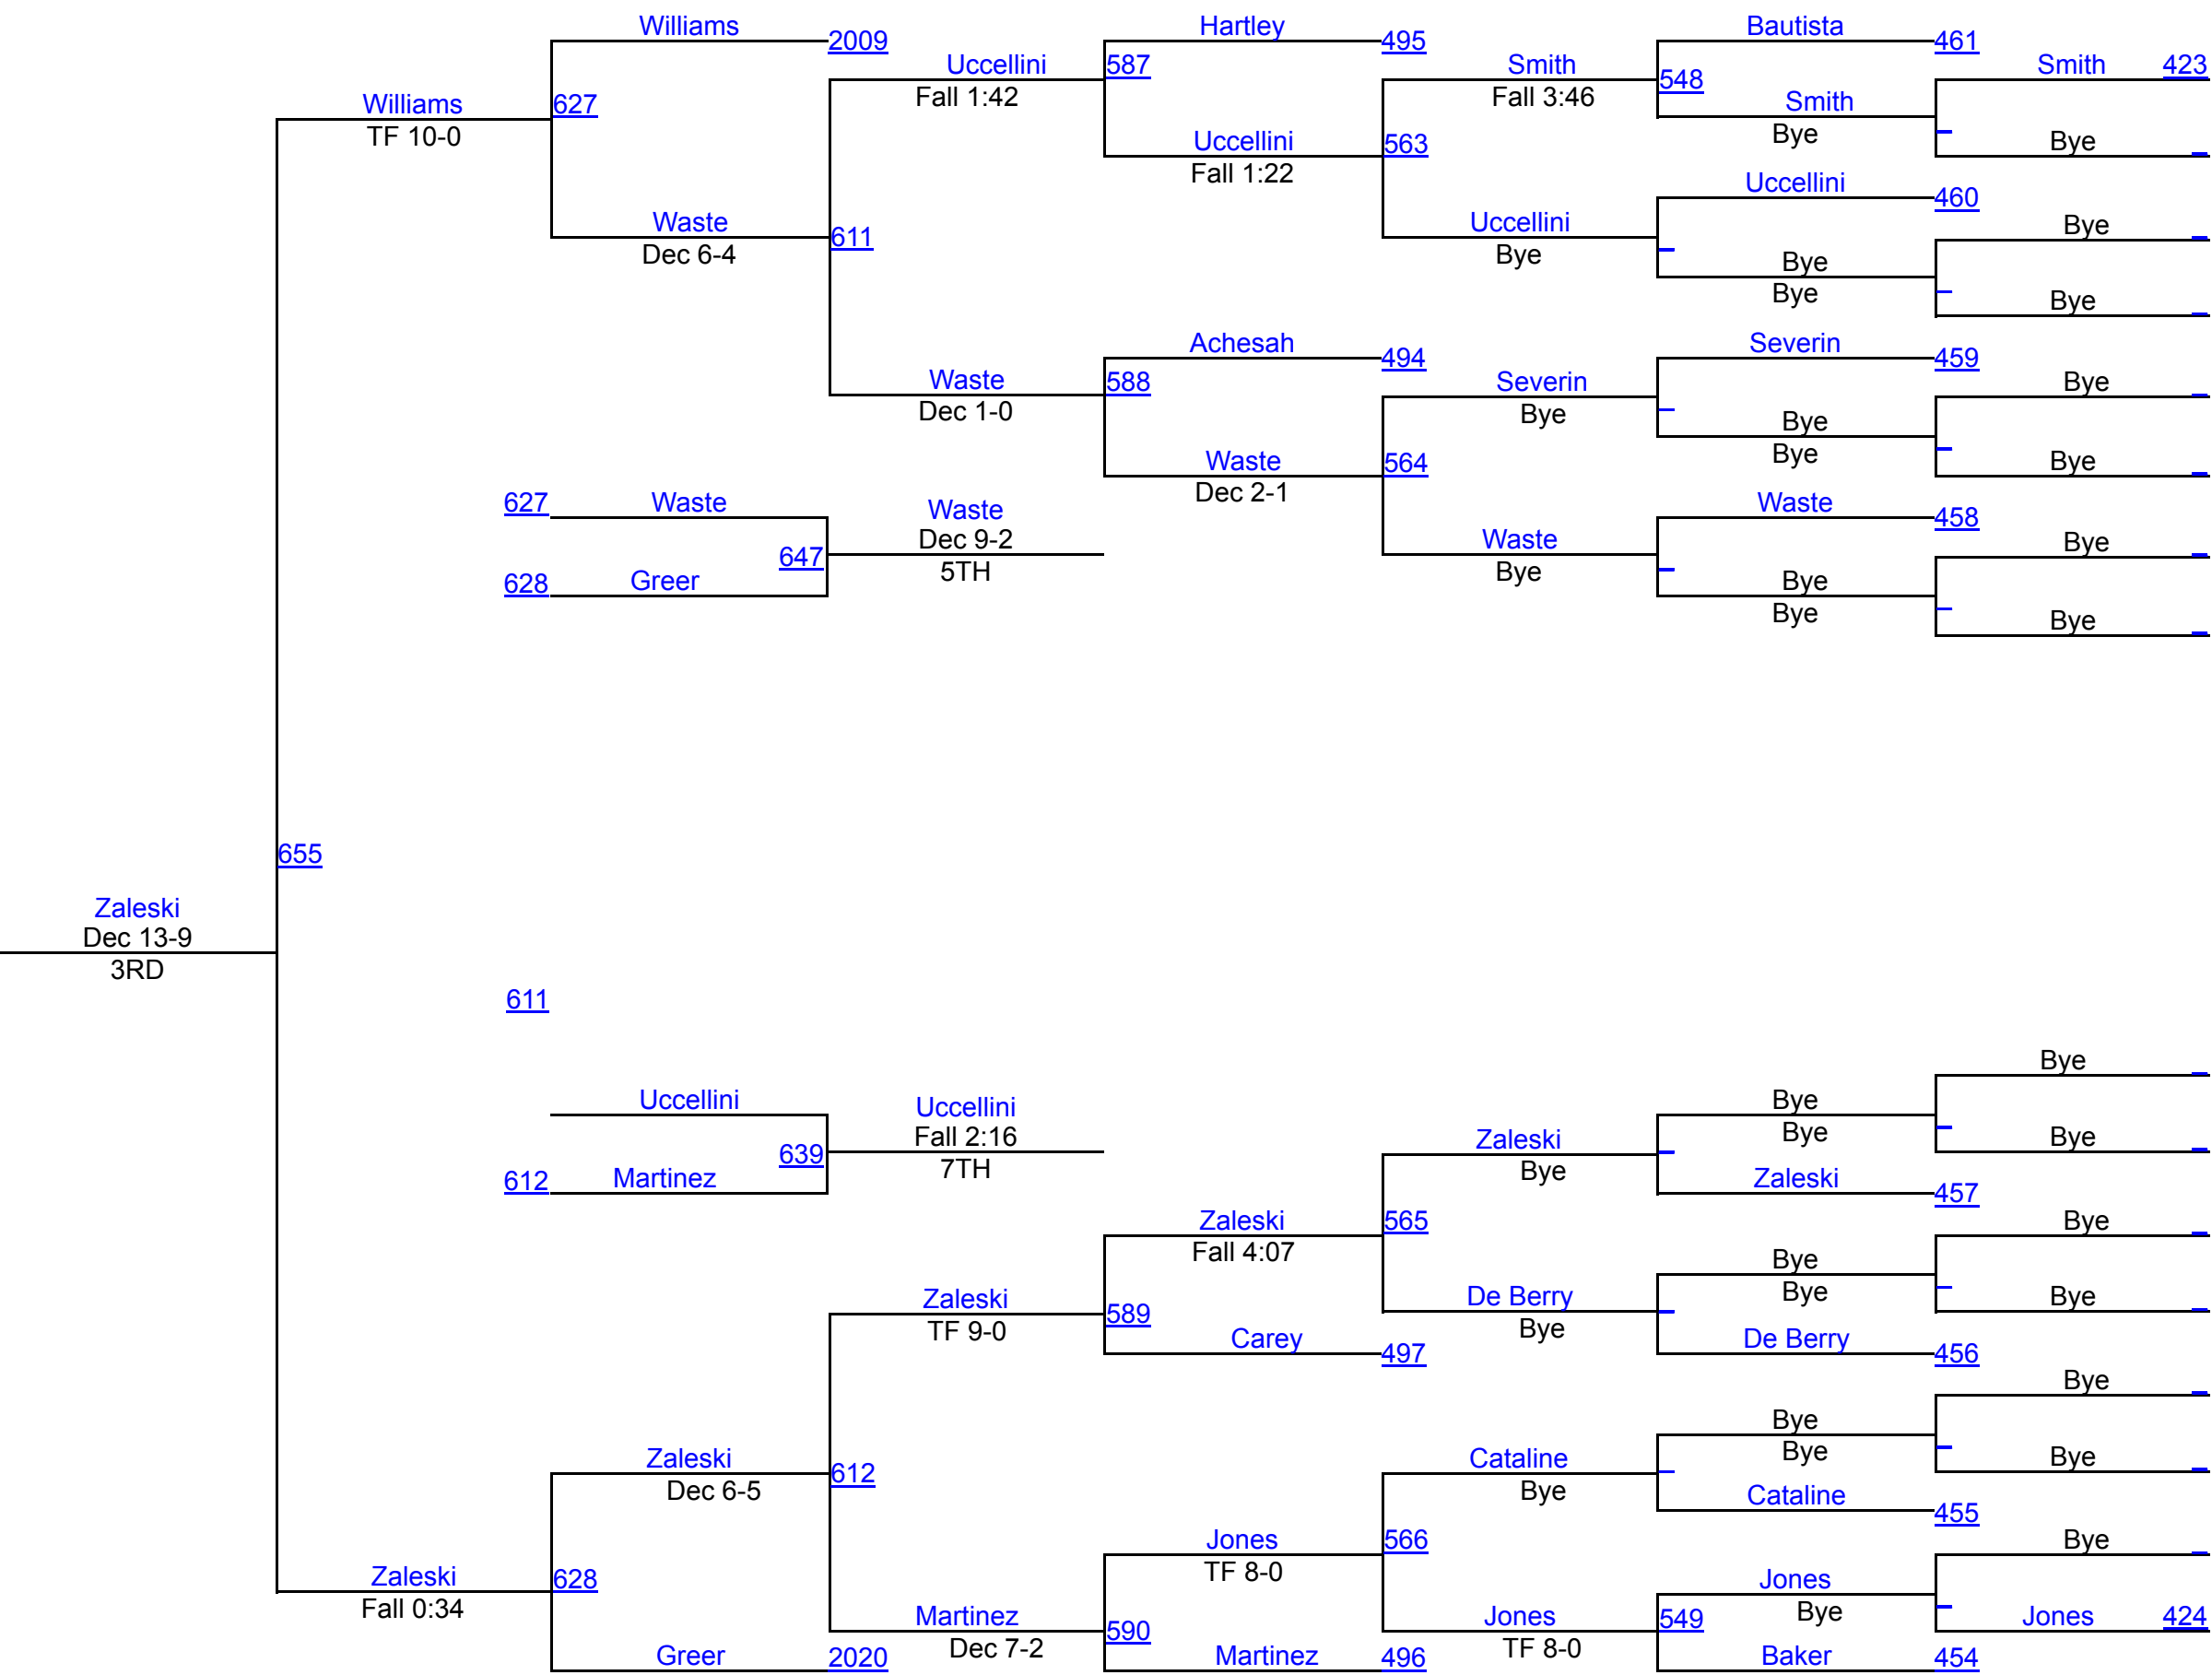 Williams
2009
Hartley
495
Bautista
461
Uccellini
587
Fall 1:42
Smith
548
Fall 3:46
Smith 423
Williams
627
TF 10-0
Smith
Bye
Bye
Uccellini
563
Fall 1:22
Uccellini
460
Waste
611
Dec 6-4
Uccellini
Bye
Bye
Bye
Bye
Bye
Achesah
494
Severin
459
Waste
588
Dec 1-0
Severin
Bye
Bye
Bye
Bye
Bye
Waste
564
Dec 2-1
627 Waste
Waste
Dec 9-2
5TH
647
628 Greer
Waste
458
Waste
Bye
Bye
Bye
Bye
Bye
655
Zaleski
Dec 13-9
3RD
611
Bye
Uccellini
Uccellini
Fall 2:16
7TH
639
612 Martinez
Bye
Bye
Bye
Zaleski
Bye
Zaleski
457
Zaleski
565
Fall 4:07
Bye
Bye
Bye
Bye
Zaleski
589
TF 9-0
De Berry
Bye
Carey
497
De Berry
456
Bye
Bye
Bye
Bye
Zaleski
612
Dec 6-5
Cataline
Bye
Cataline
455
Jones
566
TF 8-0
Bye
Zaleski
628
Fall 0:34
Jones
Bye
Martinez
590
Dec 7-2
Jones
549
TF 8-0
Jones 424
Greer
2020
Martinez
496
Baker
454